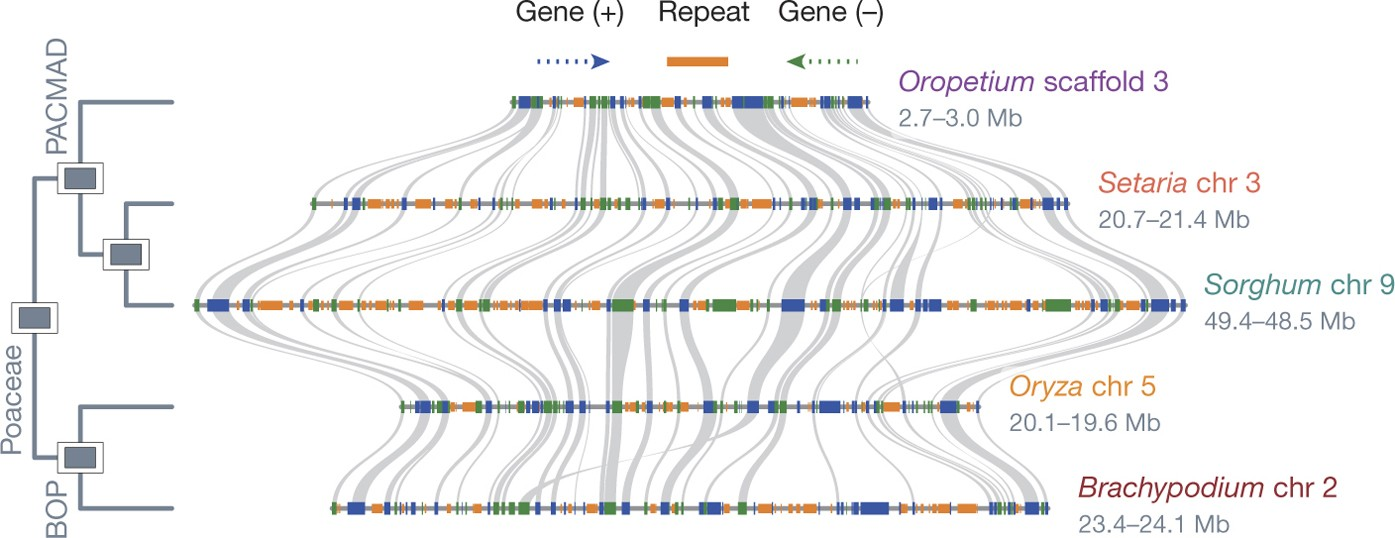 Gene (+) Repeat Gene (–)
PACMAD
Oropetium scaffold 3
2.7–3.0 Mb
Setaria chr 3
20.7–21.4 Mb
Sorghum chr 9
49.4–48.5 Mb
Poaceae
Oryza chr 5
20.1–19.6 Mb
BOP
Brachypodium chr 2
23.4–24.1 Mb